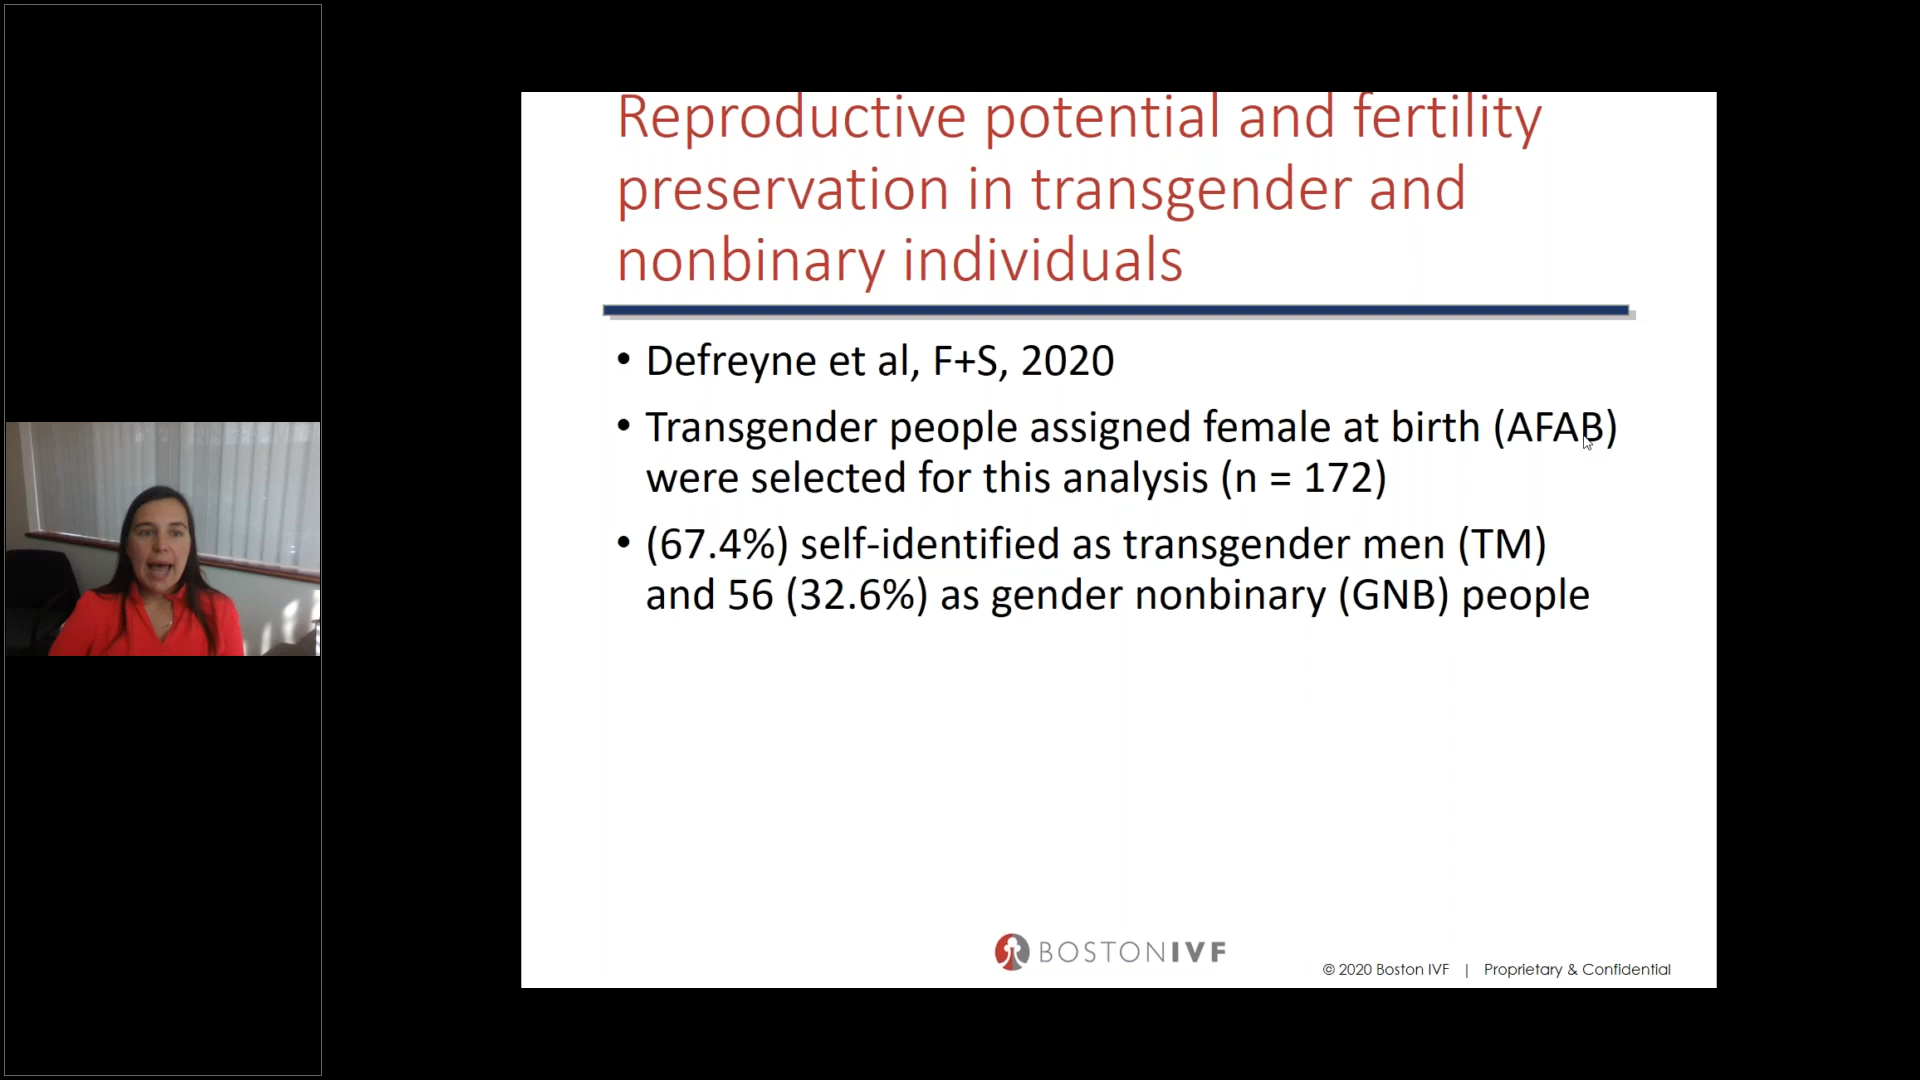 Reproductive potential and fertility
preservation in transgender and
nonbinary individuals
• Defreyne et al, F+S, 2020
• Transgender people assigned female at birth (AFAB)
were selected for this analysis (n = 172)
• (67.4%) self-identified as transgender men (TM)
and 56 (32.6%) as gender nonbinary (GNB) people
BOSTONIVF
© 2020 Boston IVF | Proprietary & Confidential